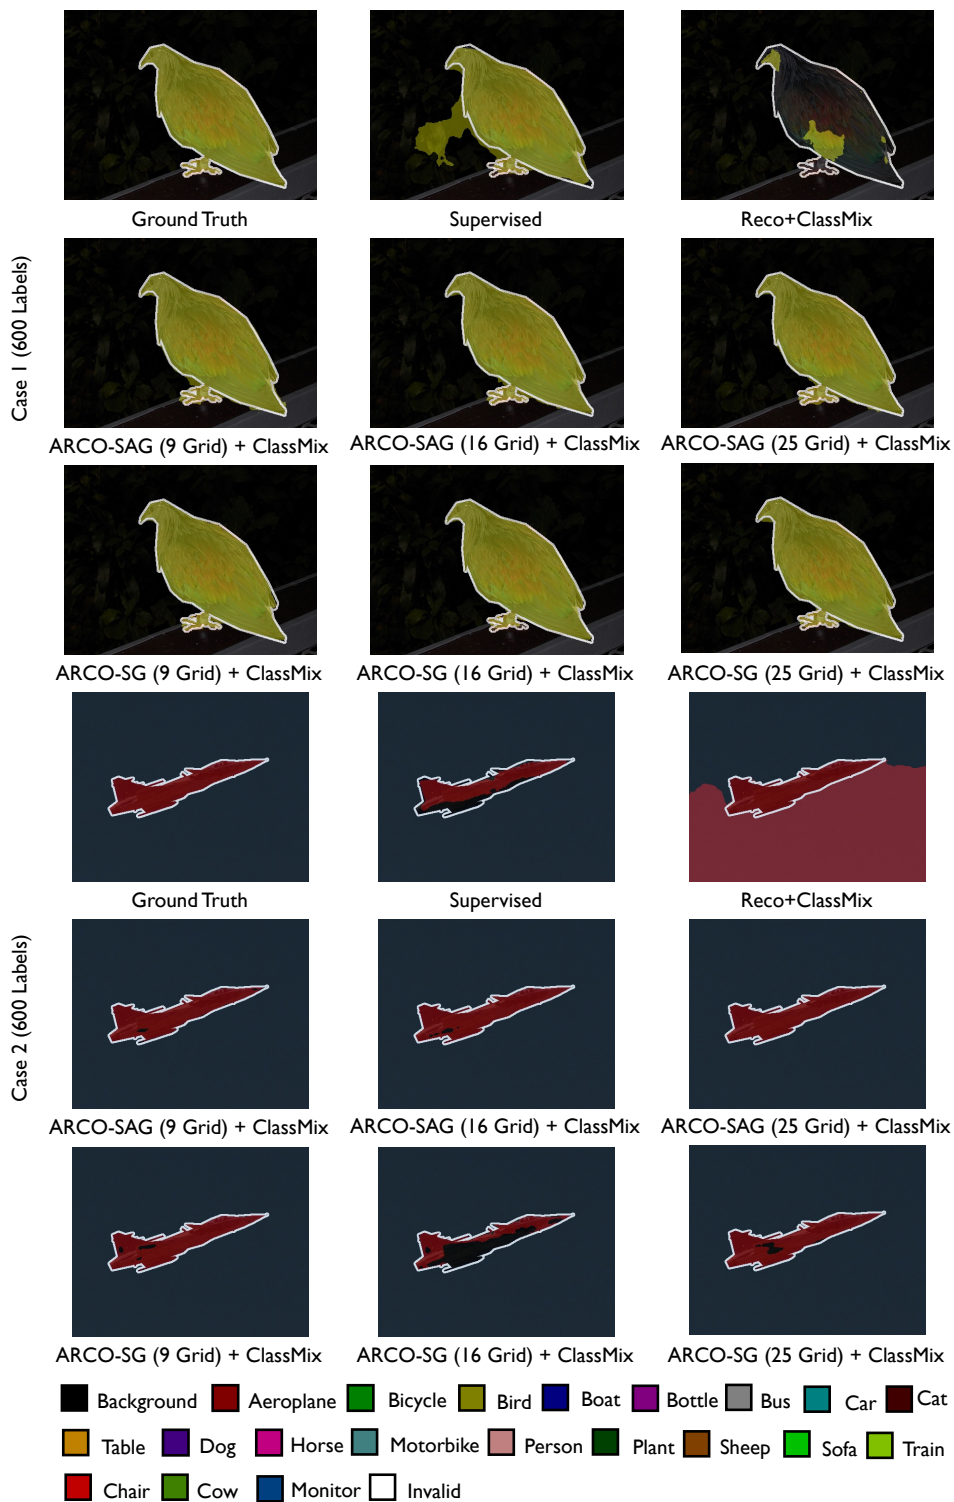 Ground Truth
Supervised
Reco+ClassMix
Case 1 (600 Labels)
ARCO-SAG (9 Grid) + ClassMix
ARCO-SAG (16 Grid) + ClassMix
ARCO-SAG (25 Grid) + ClassMix
ARCO-SG (9 Grid) + ClassMix
ARCO-SG (16 Grid) + ClassMix
ARCO-SG (25 Grid) + ClassMix
Ground Truth
Supervised
Reco+ClassMix
Case 2 (600 Labels)
ARCO-SAG (9 Grid) + ClassMix
ARCO-SAG (16 Grid) + ClassMix
ARCO-SAG (25 Grid) + ClassMix
ARCO-SG (9 Grid) + ClassMix
ARCO-SG (16 Grid) + ClassMix
ARCO-SG (25 Grid) + ClassMix
Background Aeroplane Bicycle Bird Boat Bottle Bus Car Cat
Table Dog Horse Motorbike Person Plant Sheep Sofa Train
Chair Cow Monitor Invalid